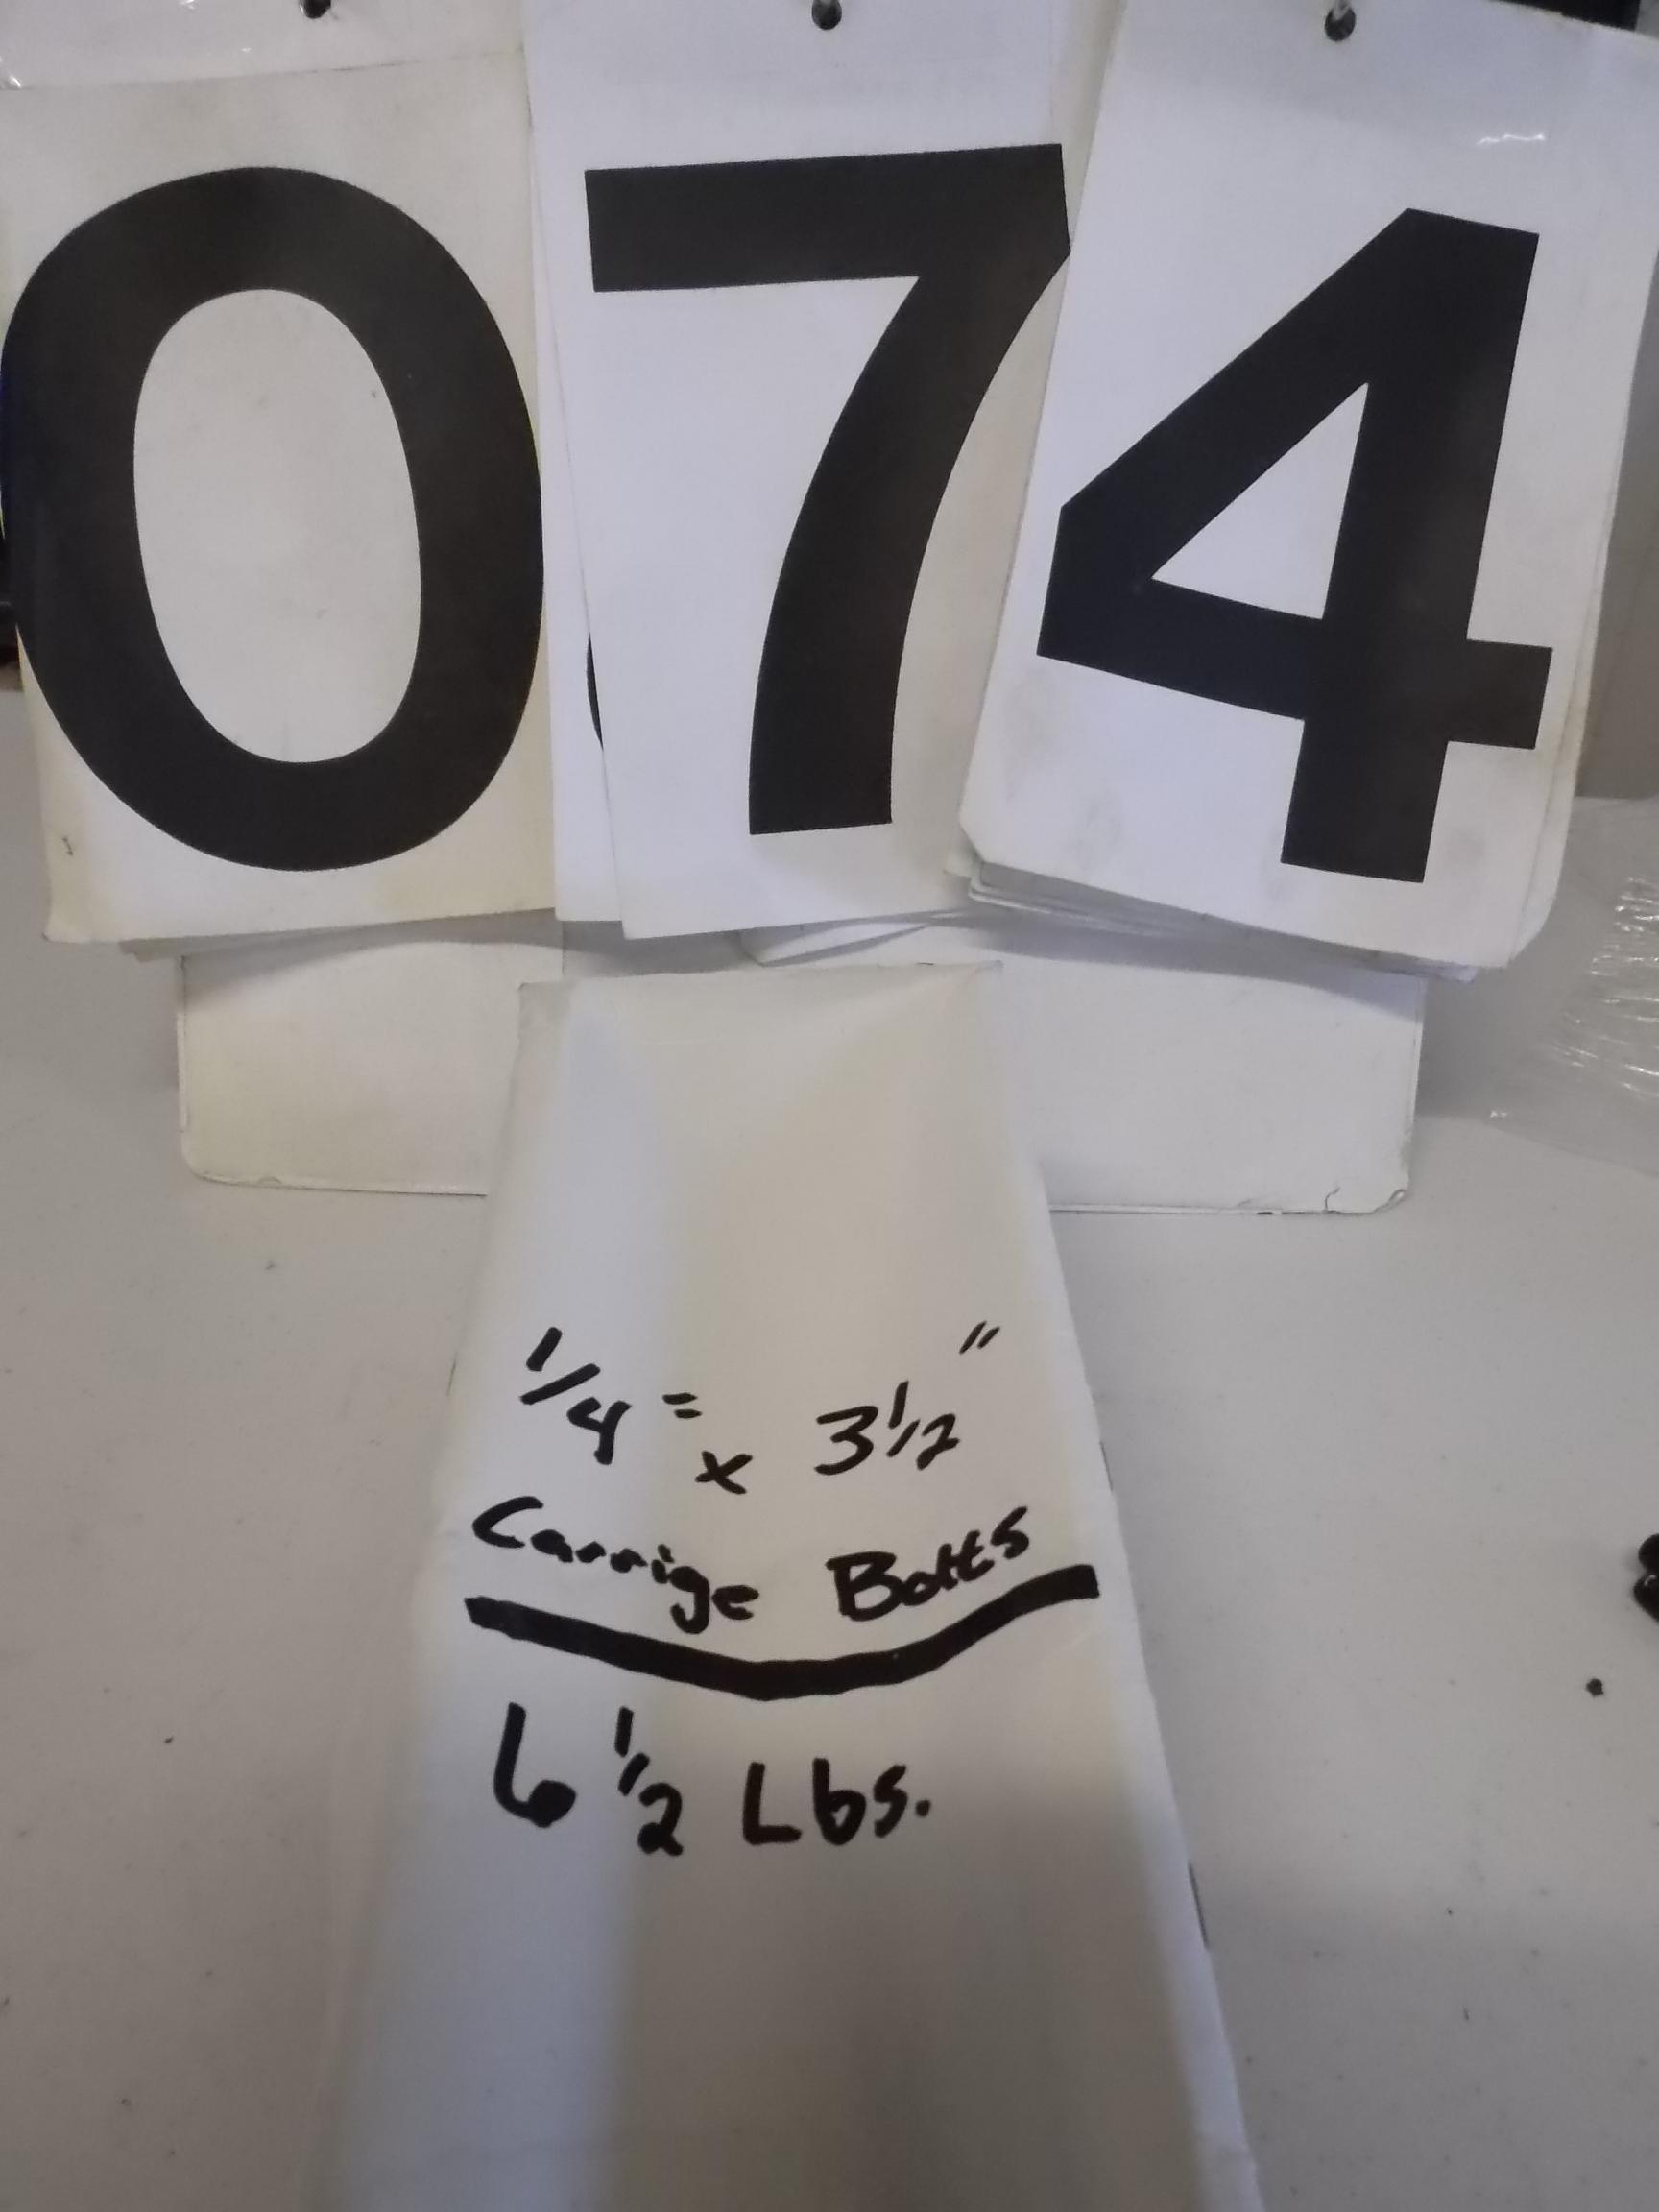 074
1/4" x 3 1/2"
Carrige Bolts
6 1/2 Lbs.